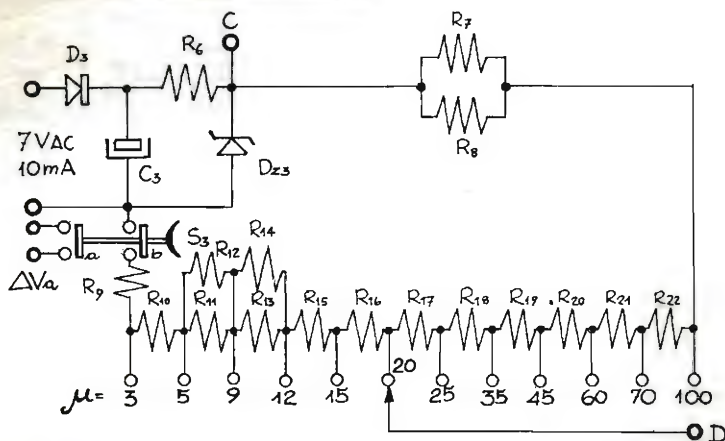 C
D3
R6
R7
R8
7VAC
10mA
C3
Dz3
ΔVa
a
b
S3
R9
R10
R11
R12
R13
R14
R15
R16
R17
R18
R19
R20
R21
R22
μ= 3 5 9 12 15 20 25 35 45 60 70 100
D